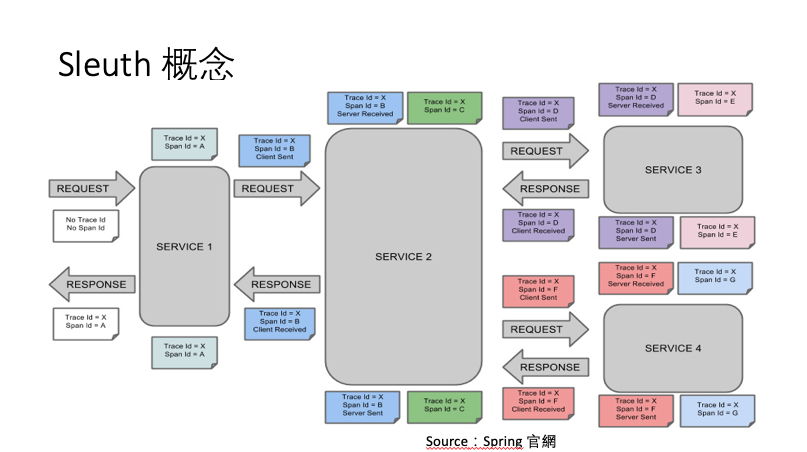 Sleuth 概念
Trace Id = X
Span Id = B
Server Received
Trace Id = X
Span Id = C
Trace Id = X
Span Id = D
Client Sent
Trace Id = X
Span Id = D
Server Received
Trace Id = X
Span Id = E
Trace Id = X
Span Id = A
Trace Id = X
Span Id = B
Client Sent
REQUEST
REQUEST
REQUEST
SERVICE 3
RESPONSE
No Trace Id
No Span Id
SERVICE 1
SERVICE 2
Trace Id = X
Span Id = D
Client Received
Trace Id = X
Span Id = D
Server Sent
Trace Id = X
Span Id = E
RESPONSE
RESPONSE
Trace Id = X
Span Id = F
Client Sent
Trace Id = X
Span Id = F
Server Received
Trace Id = X
Span Id = G
Trace Id = X
Span Id = A
Trace Id = X
Span Id = B
Client Received
REQUEST
SERVICE 4
RESPONSE
Trace Id = X
Span Id = A
Trace Id = X
Span Id = B
Server Sent
Trace Id = X
Span Id = C
Trace Id = X
Span Id = F
Client Received
Trace Id = X
Span Id = F
Server Sent
Trace Id = X
Span Id = G
Source：Spring 官網